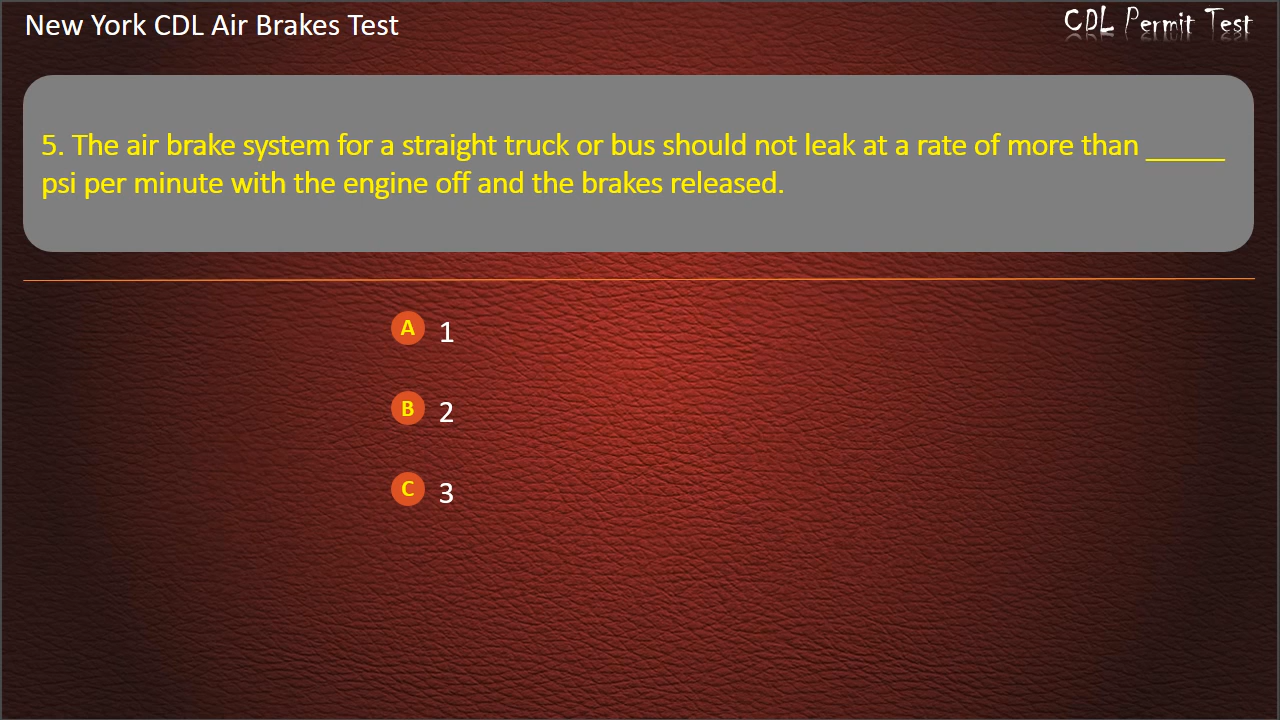 New York CDL Air Brakes Test
CDL Permit Test
5. The air brake system for a straight truck or bus should not leak at a rate of more than ______
psi per minute with the engine off and the brakes released.
A 1
B 2
C 3